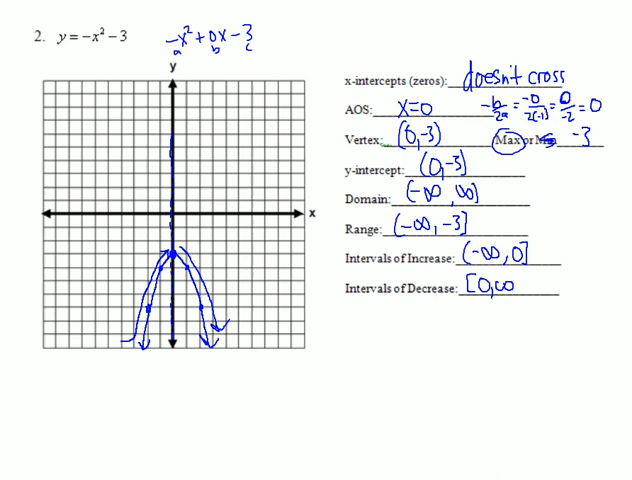 2. y = −x² − 3
−x² + 0x − 3
a b c
y
x
x-intercepts (zeros): doesn't cross
AOS: x=0 −b/2a = −0/2(−1) = 0/−2 = 0
Vertex: (0,−3) Max or Min −3
y-intercept: (0,−3)
Domain: (−∞, ∞)
Range: (−∞, −3]
Intervals of Increase: (−∞, 0]
Intervals of Decrease: [0, ∞